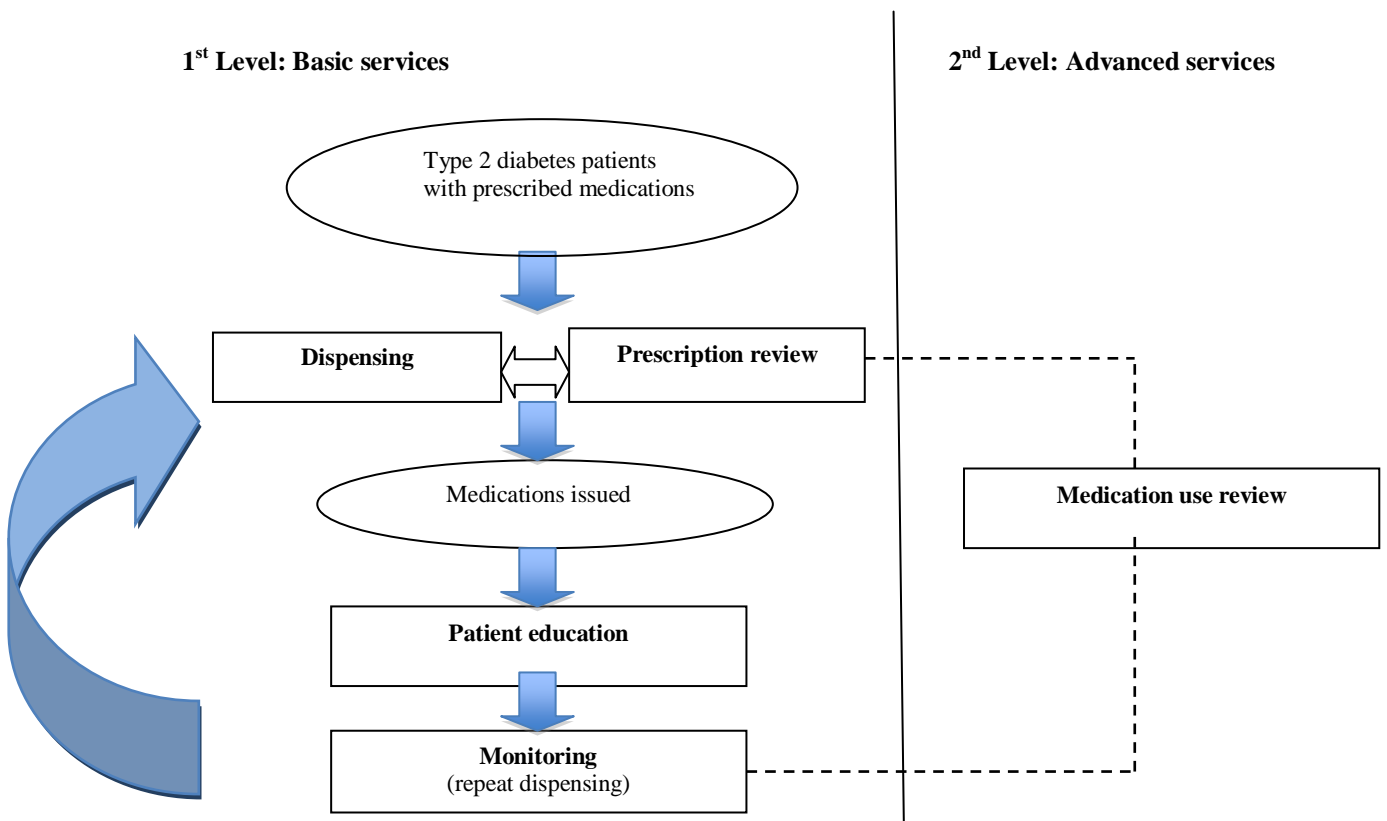 1st Level: Basic services
2nd Level: Advanced services
Type 2 diabetes patients
with prescribed medications
Dispensing
Prescription review
Medications issued
Medication use review
Patient education
Monitoring
(repeat dispensing)